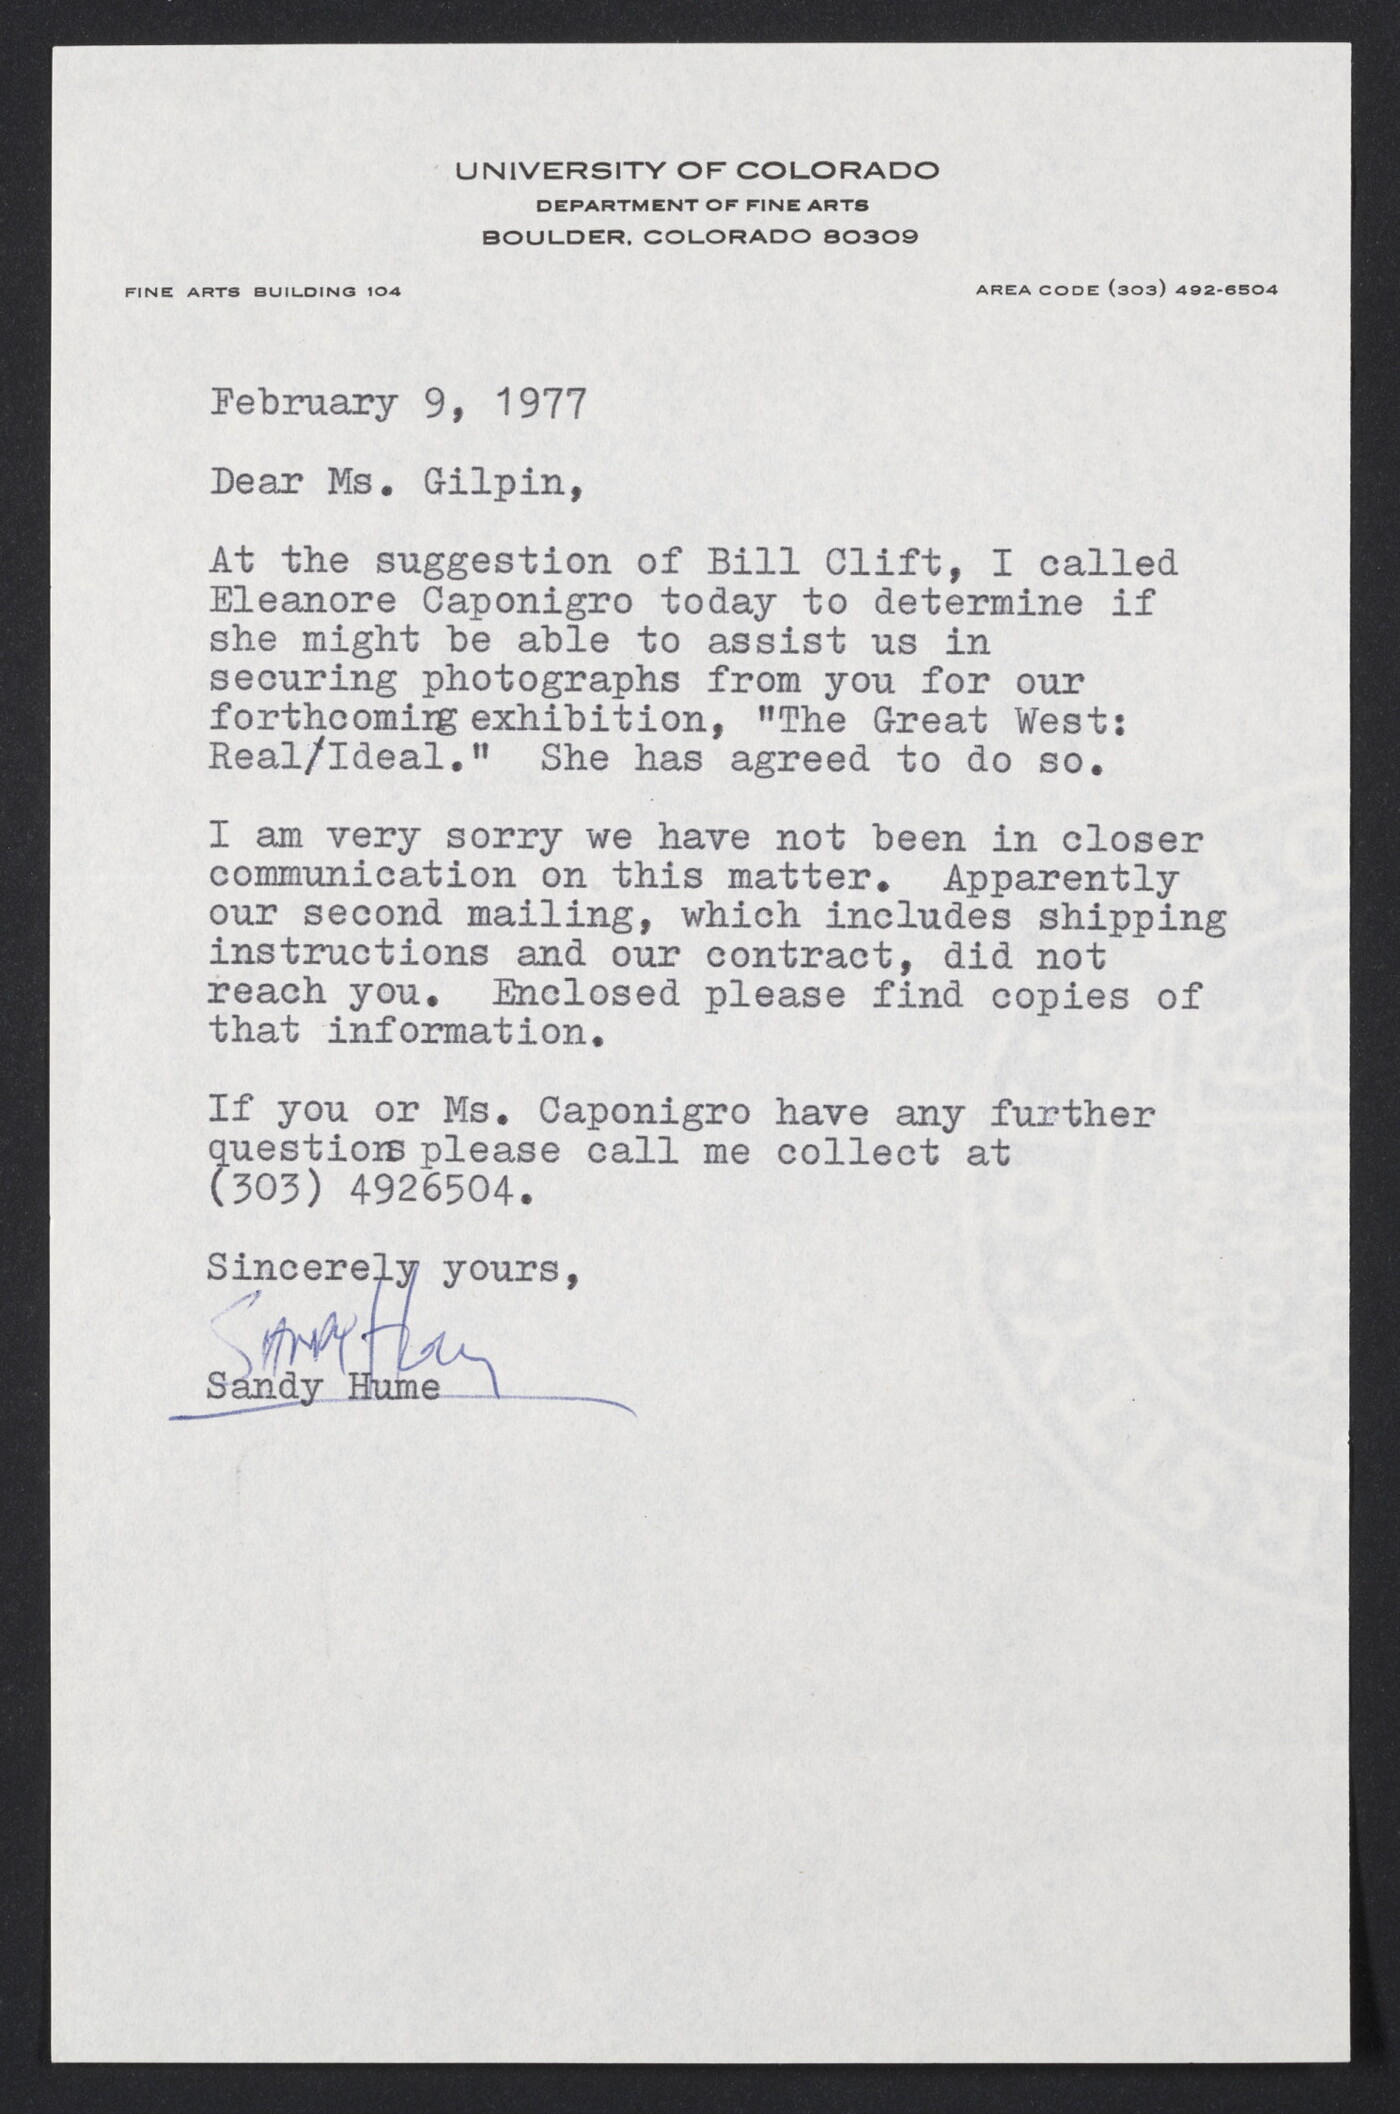 UNIVERSITY OF COLORADO
DEPARTMENT OF FINE ARTS
BOULDER, COLORADO 80309
FINE ARTS BUILDING 104
AREA CODE (303) 492-6504
February 9, 1977
Dear Ms. Gilpin,
At the suggestion of Bill Clift, I called
Eleanore Caponigro today to determine if
she might be able to assist us in
securing photographs from you for our
forthcoming exhibition, "The Great West:
Real/Ideal." She has agreed to do so.
I am very sorry we have not been in closer
communication on this matter. Apparently
our second mailing, which includes shipping
instructions and our contract, did not
reach you. Enclosed please find copies of
that information.
If you or Ms. Caponigro have any further
questions please call me collect at
(303) 4926504.
Sincerely yours,
Sandy Hume
Sandy Hume